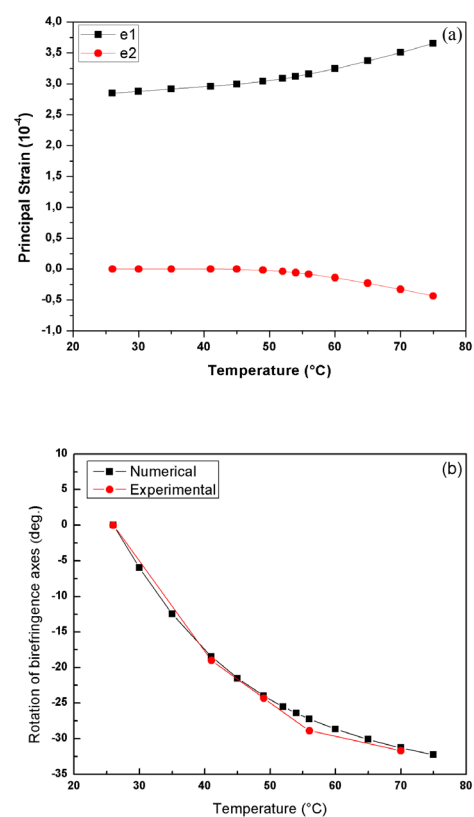 (a)
e1
e2
4,0
3,5
3,0
2,5
2,0
1,5
1,0
0,5
0,0
-0,5
-1,0
Principal Strain (10-4)
20 30 40 50 60 70 80
Temperature (°C)
(b)
Numerical
Experimental
10
5
0
-5
-10
-15
-20
-25
-30
-35
Rotation of birefringence axes (deg.)
20 30 40 50 60 70 80
Temperature (°C)